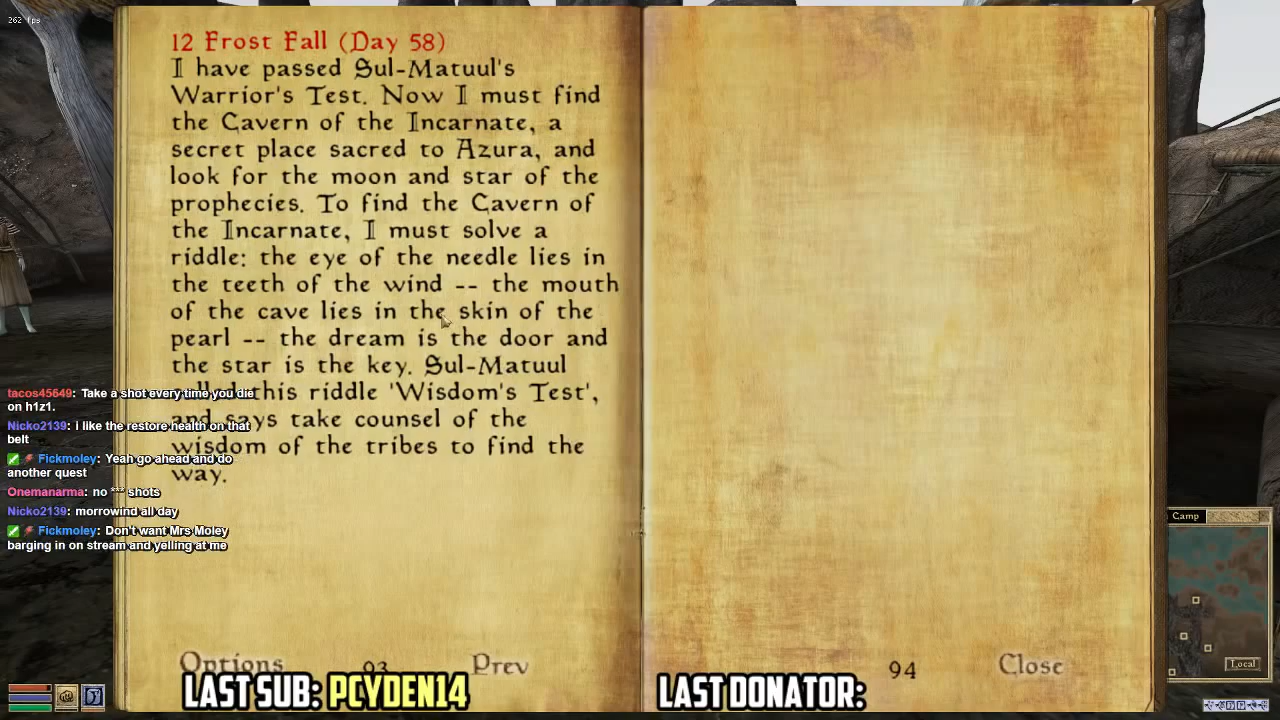 262 fps
12 Frost Fall (Day 58)
I have passed Sul-Matuul's
Warrior's Test. Now I must find
the Cavern of the Incarnate, a
secret place sacred to Azura, and
look for the moon and star of the
prophecies. To find the Cavern of
the Incarnate, I must solve a
riddle: the eye of the needle lies in
the teeth of the wind -- the mouth
of the cave lies in the skin of the
pearl -- the dream is the door and
the star is the key. Sul-Matuul
this riddle 'Wisdom's Test',
and says take counsel of the
wisdom of the tribes to find the
way.
tacos45649: Take a shot every time you die
on h1z1.
Nicko2139: i like the restore health on that
belt
Fickmoley: Yeah go ahead and do
another quest
Onemanarma: no *** shots
Nicko2139: morrowind all day
Fickmoley: Don't want Mrs Moley
barging in on stream and yelling at me
Options
93
Prev
94
Close
LAST SUB: PCYDEN14
LAST DONATOR:
Camp
Local